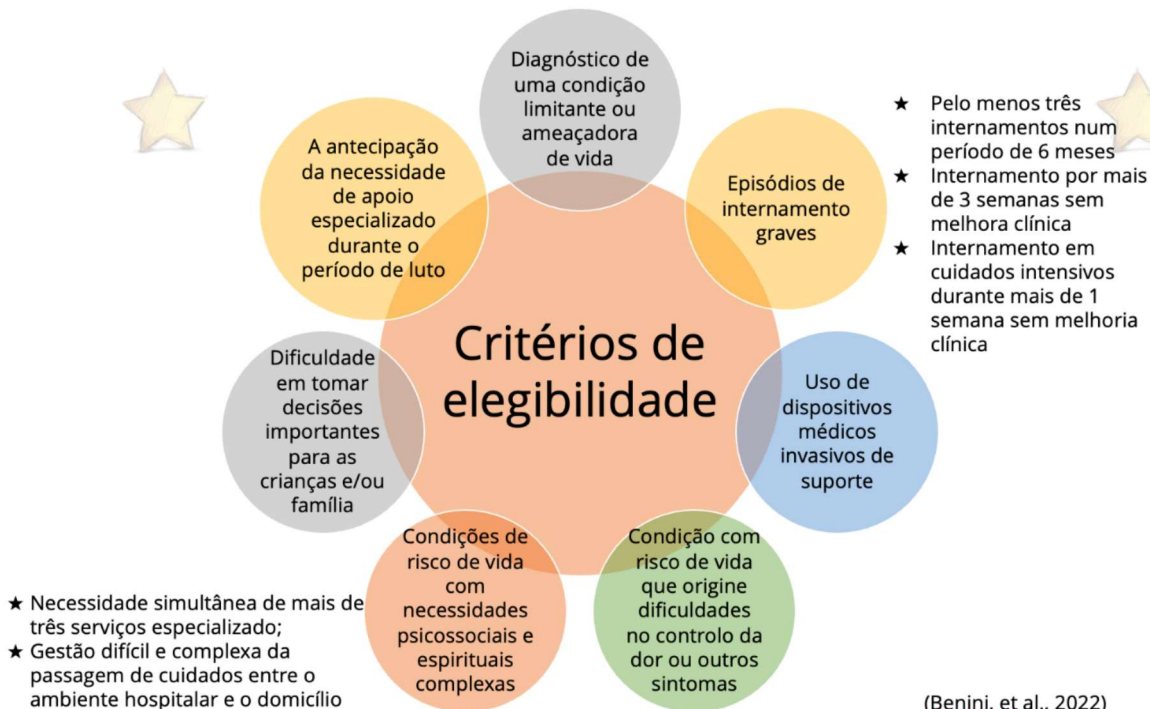 Diagnóstico de
uma condição
limitante ou
ameaçadora
de vida
A antecipação
da necessidade
de apoio
especializado
durante o
período de luto
Episódios de
internamento
graves
★ Pelo menos três
internamentos num
período de 6 meses
★ Internamento por mais
de 3 semanas sem
melhora clínica
★ Internamento em
cuidados intensivos
durante mais de 1
semana sem melhoria
clínica
Critérios de
elegibilidade
Dificuldade
em tomar
decisões
importantes
para as
crianças e/ou
família
Uso de
dispositivos
médicos
invasivos de
suporte
Condições de
risco de vida
com
necessidades
psicossociais e
espirituais
complexas
Condição com
risco de vida
que origine
dificuldades
no controlo da
dor ou outros
sintomas
★ Necessidade simultânea de mais de
três serviços especializado;
★ Gestão difícil e complexa da
passagem de cuidados entre o
ambiente hospitalar e o domicílio
(Benini, et al., 2022)